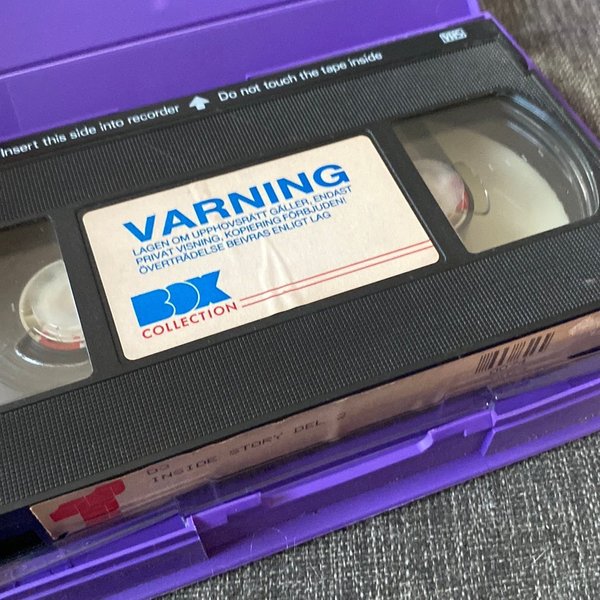 VHS
Insert this side into recorder Do not touch the tape inside
VARNING
LAGEN OM UPPHOVSRÄTT GÄLLER, ENDAST
PRIVAT VISNING, KOPIERING FÖRBJUDEN!
ÖVERTRÄDELSE BEIVRAS ENLIGT LAG
BOX
COLLECTION
INSIDE STORY DEL 2